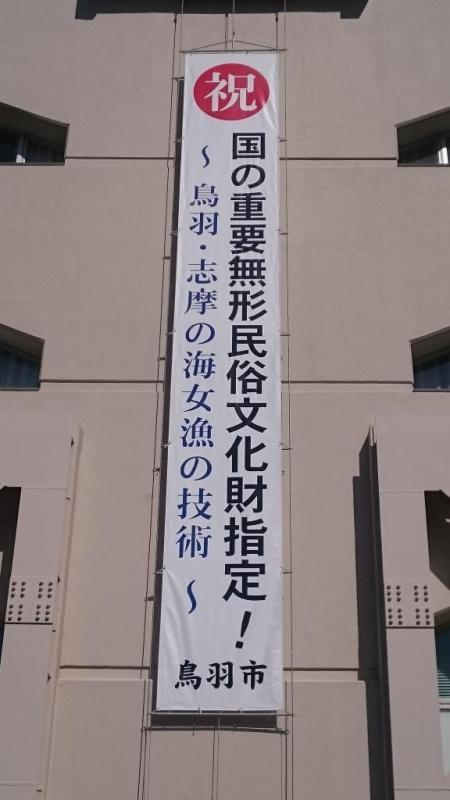 祝
国の重要無形民俗文化財指定！
～鳥羽・志摩の海女漁の技術～
鳥羽市